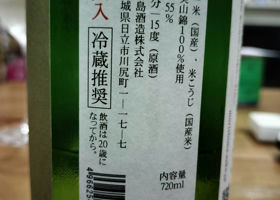 米（国産）、米こうじ（国産米）
山錦100％使用
55％
分 15度（原酒）
島酒造株式会社
城県日立市川尻町一ー一七ー七
入
冷蔵推奨
飲酒は20歳に
なってから。
内容量
720ml